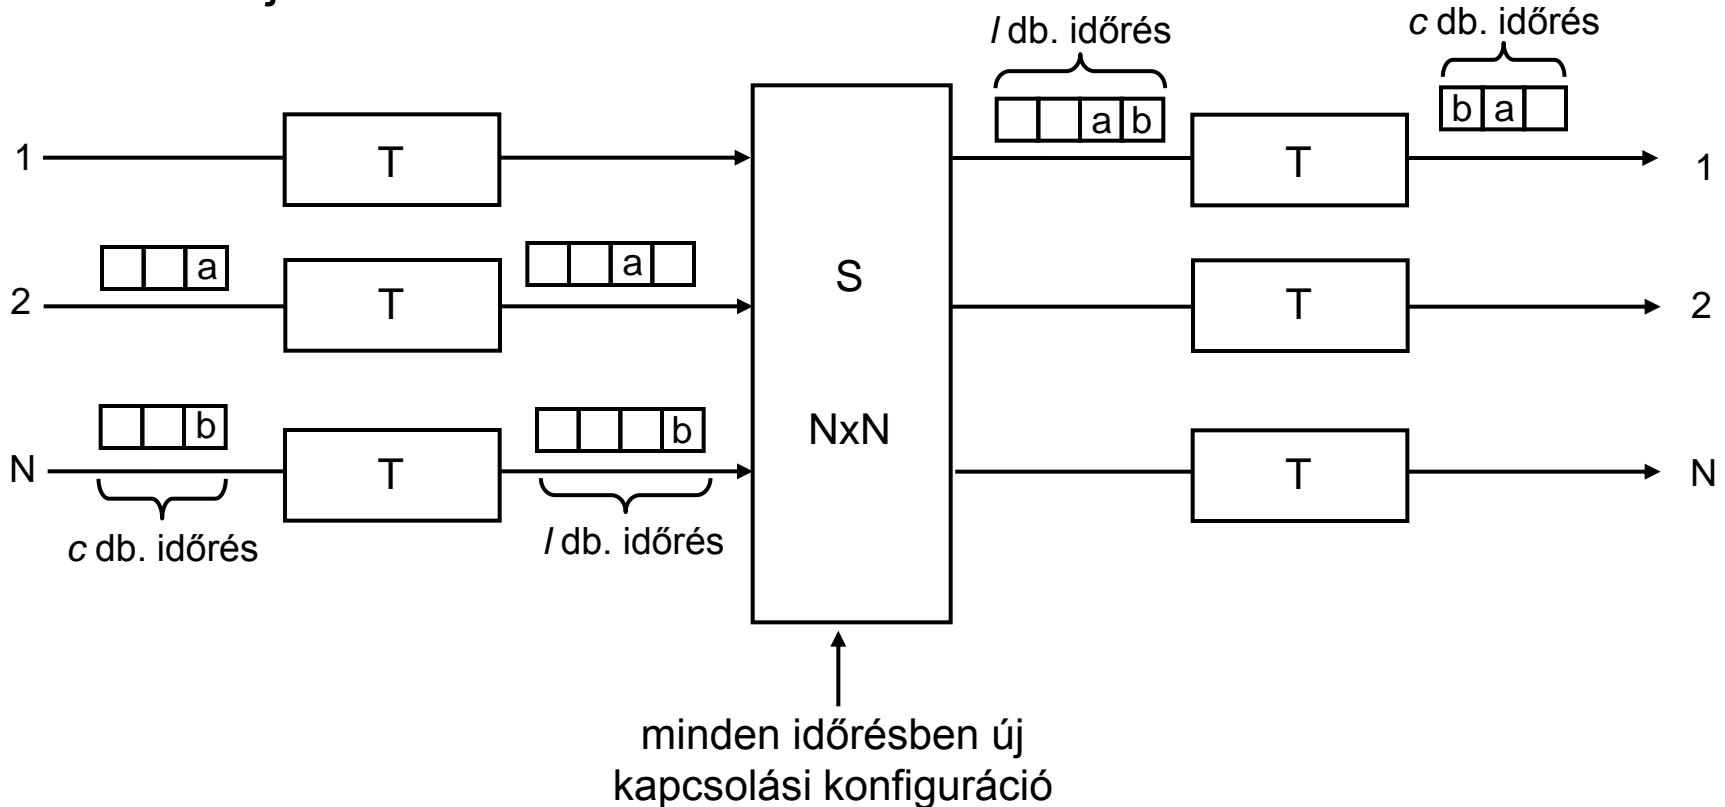 l db. időrés
c db. időrés
a b
b a
1
T
T
1
a
a
2
T
S
T
2
b
b
NxN
N
T
T
N
c db. időrés
l db. időrés
minden időrésben új
kapcsolási konfiguráció